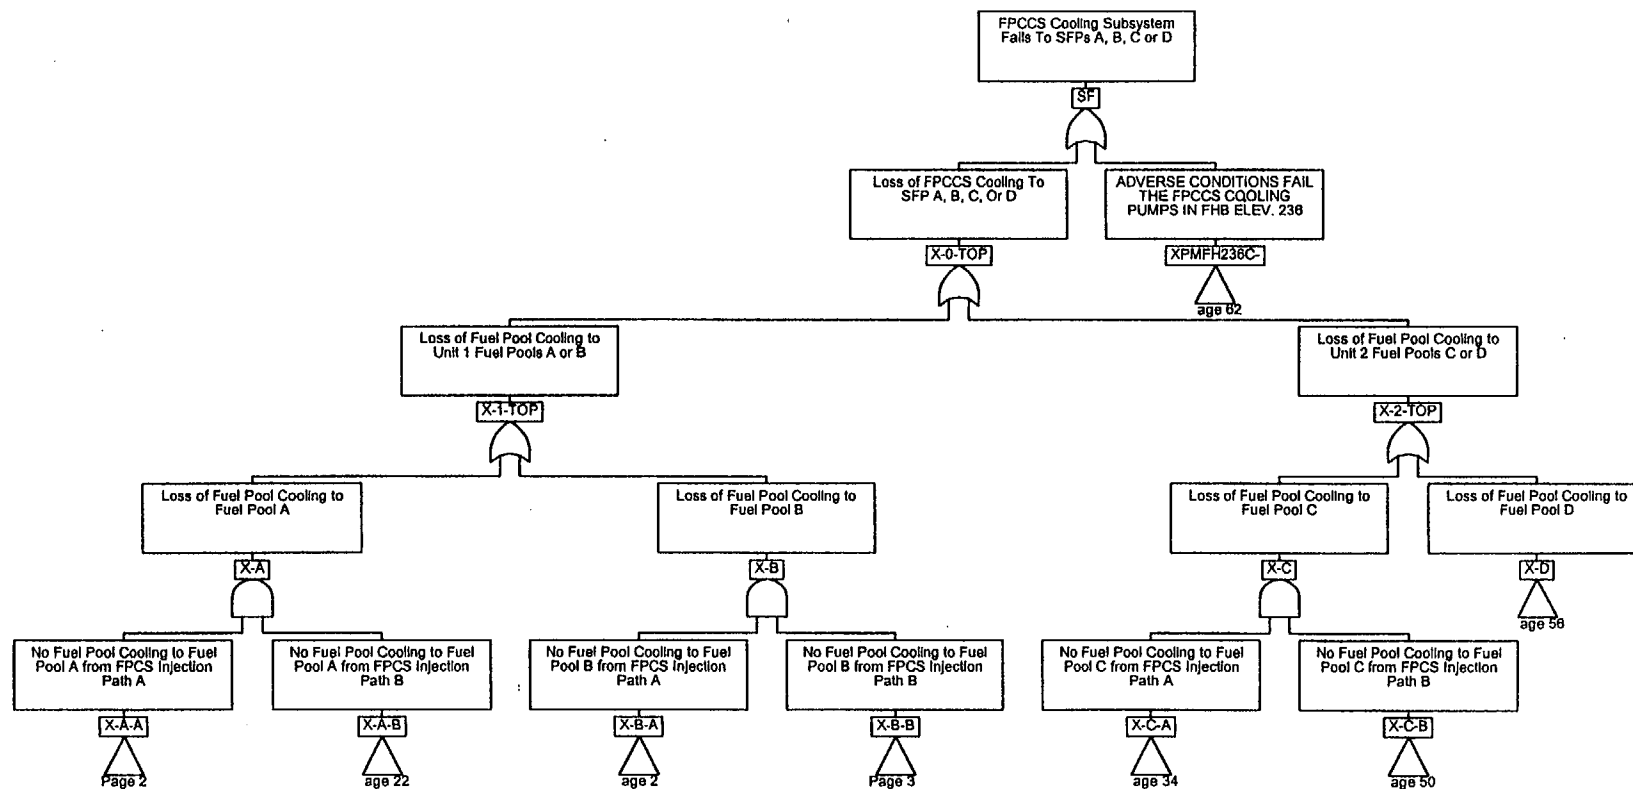 FPCCS Cooling Subsystem
Fails To SFPs A, B, C or D
SF
Loss of FPCCS Cooling To
SFP A, B, C, Or D
X-0-TOP
ADVERSE CONDITIONS FAIL
THE FPCCS COOLING
PUMPS IN FHB ELEV. 236
XPMFH236C-
age 62
Loss of Fuel Pool Cooling to
Unit 1 Fuel Pools A or B
X-1-TOP
Loss of Fuel Pool Cooling to
Unit 2 Fuel Pools C or D
X-2-TOP
Loss of Fuel Pool Cooling to
Fuel Pool A
X-A
Loss of Fuel Pool Cooling to
Fuel Pool B
X-B
Loss of Fuel Pool Cooling to
Fuel Pool C
X-C
Loss of Fuel Pool Cooling to
Fuel Pool D
X-D
age 56
No Fuel Pool Cooling to Fuel
Pool A from FPCS Injection
Path A
X-A-A
Page 2
No Fuel Pool Cooling to Fuel
Pool A from FPCS Injection
Path B
X-A-B
age 22
No Fuel Pool Cooling to Fuel
Pool B from FPCS Injection
Path A
X-B-A
age 2
No Fuel Pool Cooling to Fuel
Pool B from FPCS Injection
Path B
X-B-B
Page 3
No Fuel Pool Cooling to Fuel
Pool C from FPCS Injection
Path A
X-C-A
age 34
No Fuel Pool Cooling to Fuel
Pool C from FPCS Injection
Path B
X-C-B
age 50